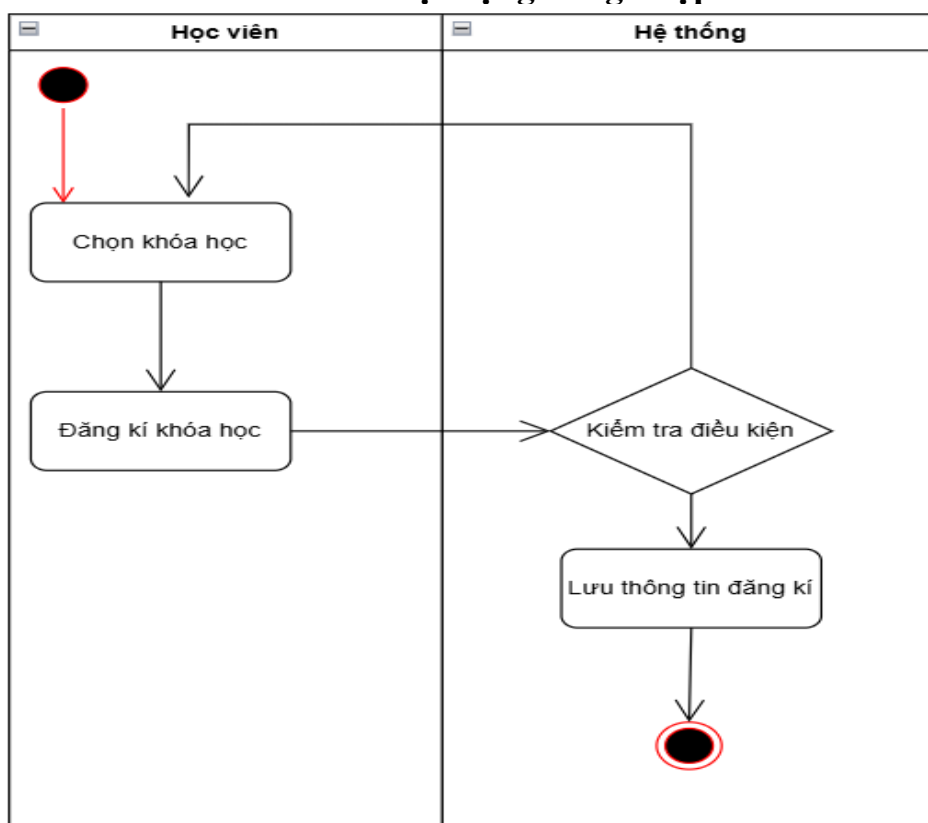 Học viên
Hệ thống
Chọn khóa học
Đăng kí khóa học
Kiểm tra điều kiện
Lưu thông tin đăng kí